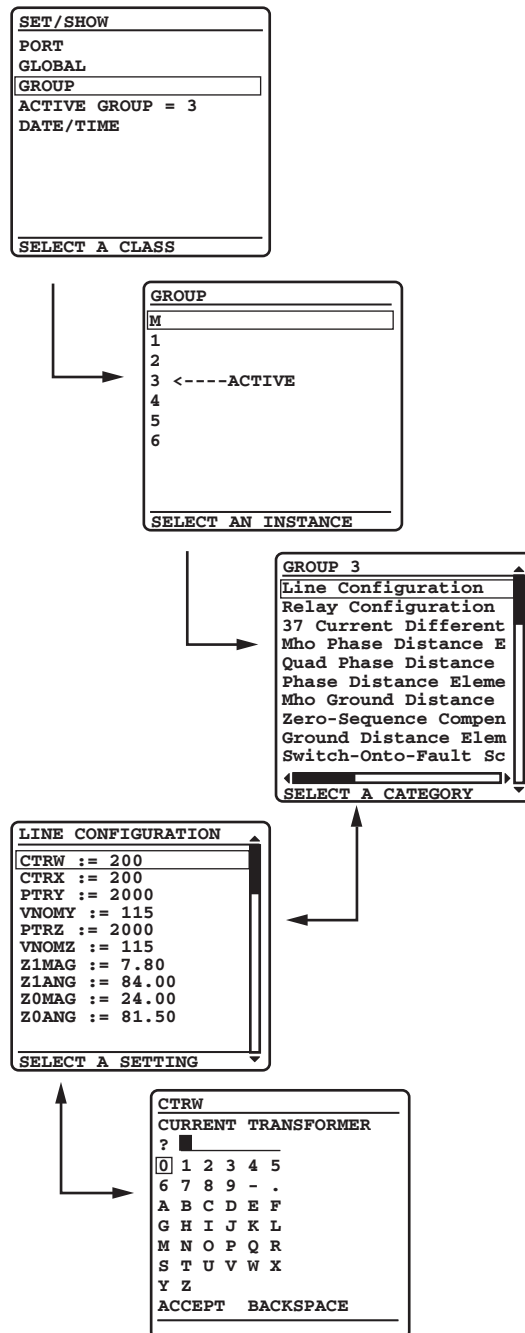 SET/SHOW
PORT
GLOBAL
GROUP
ACTIVE GROUP = 3
DATE/TIME
SELECT A CLASS
GROUP
M
1
2
3 <----ACTIVE
4
5
6
SELECT AN INSTANCE
GROUP 3
Line Configuration
Relay Configuration
37 Current Different
Mho Phase Distance E
Quad Phase Distance
Phase Distance Eleme
Mho Ground Distance
Zero-Sequence Compen
Ground Distance Elem
Switch-Onto-Fault Sc
SELECT A CATEGORY
LINE CONFIGURATION
CTRW := 200
CTRX := 200
PTRY := 2000
VNOMY := 115
PTRZ := 2000
VNOMZ := 115
Z1MAG := 7.80
Z1ANG := 84.00
Z0MAG := 24.00
Z0ANG := 81.50
SELECT A SETTING
CTRW
CURRENT TRANSFORMER
?
0 1 2 3 4 5
6 7 8 9 - .
A B C D E F
G H I J K L
M N O P Q R
S T U V W X
Y Z
ACCEPT BACKSPACE